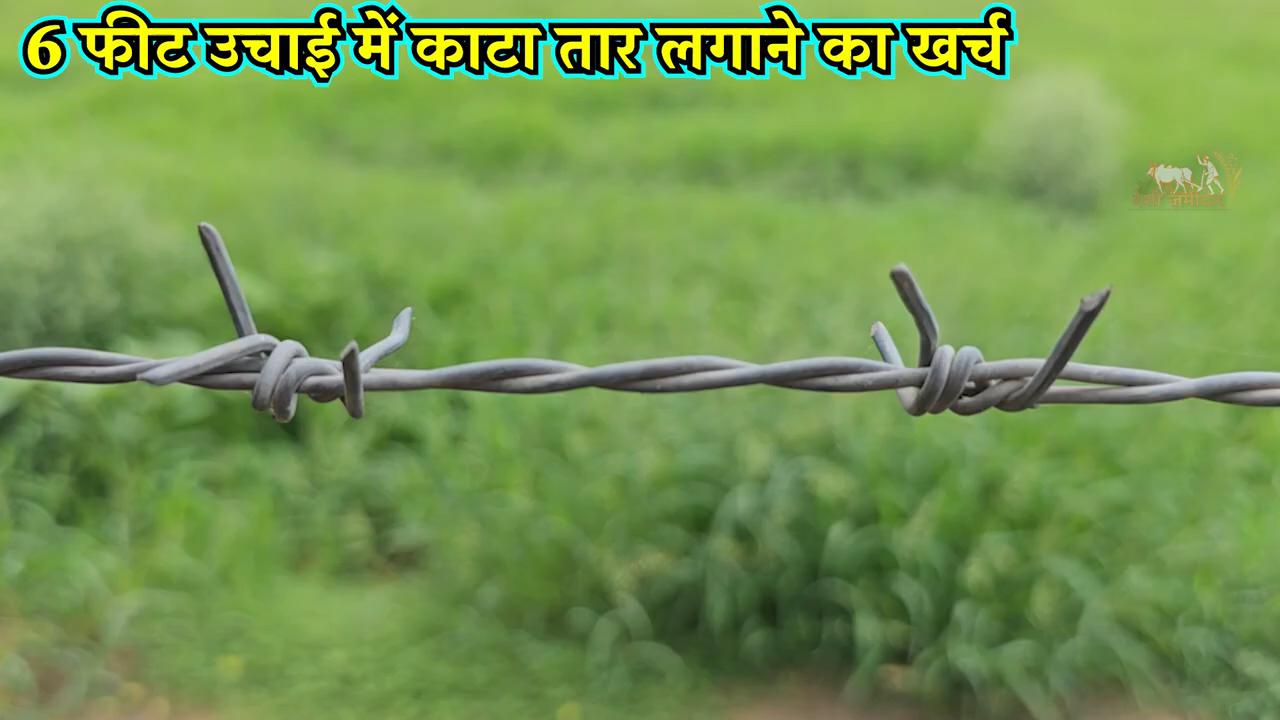 6 फीट उचाई में काटा तार लगाने का खर्च